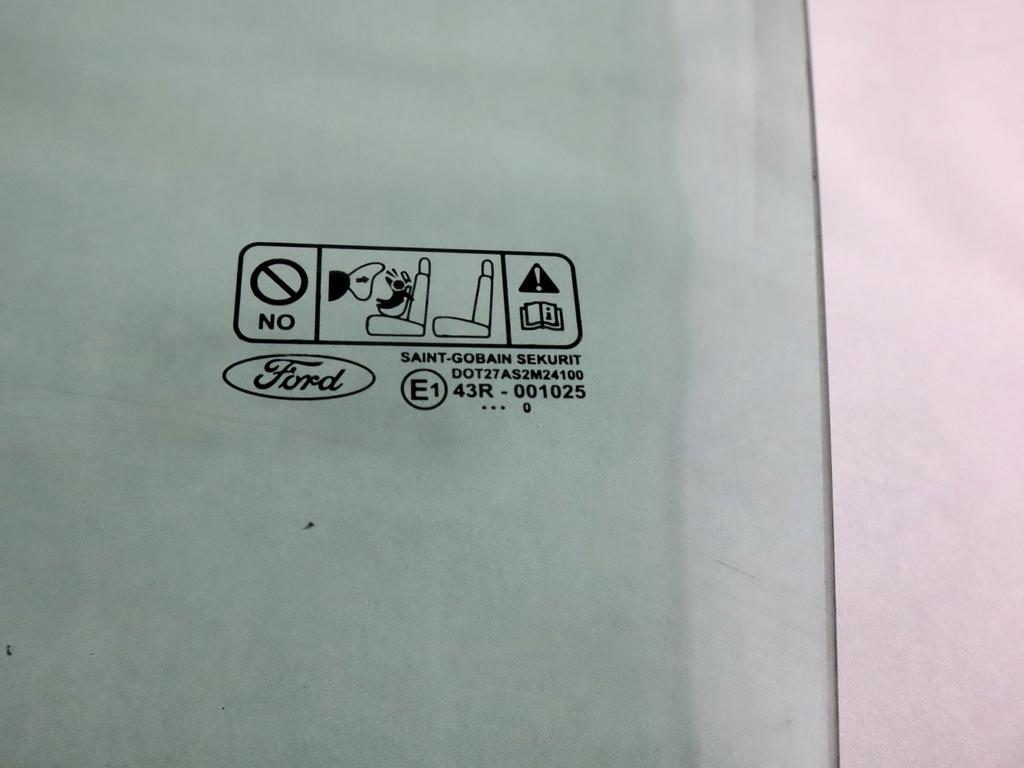 NO
Ford
SAINT-GOBAIN SEKURIT
DOT27AS2M24100
E1 43R - 001025
... 0